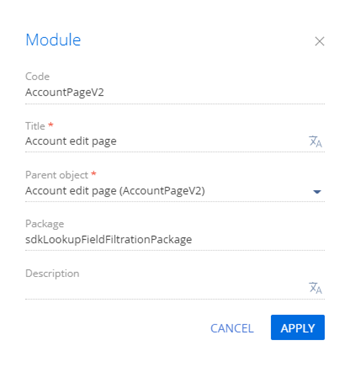 Module
Code
AccountPageV2
Title *
Account edit page
Parent object *
Account edit page (AccountPageV2)
Package
sdkLookupFieldFiltrationPackage
Description
CANCEL APPLY